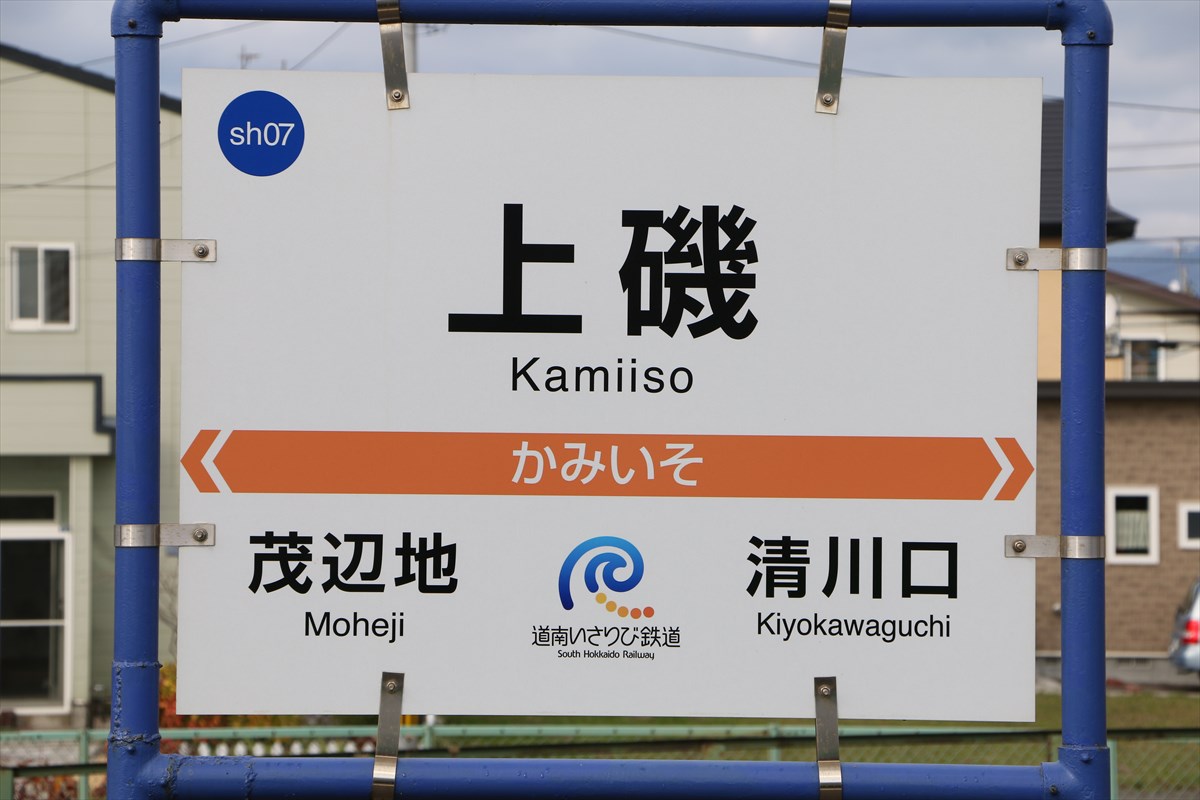 sh07
上磯
Kamiiso
かみいそ
茂辺地
Moheji
道南いさりび鉄道
South Hokkaido Railway
清川口
Kiyokawaguchi